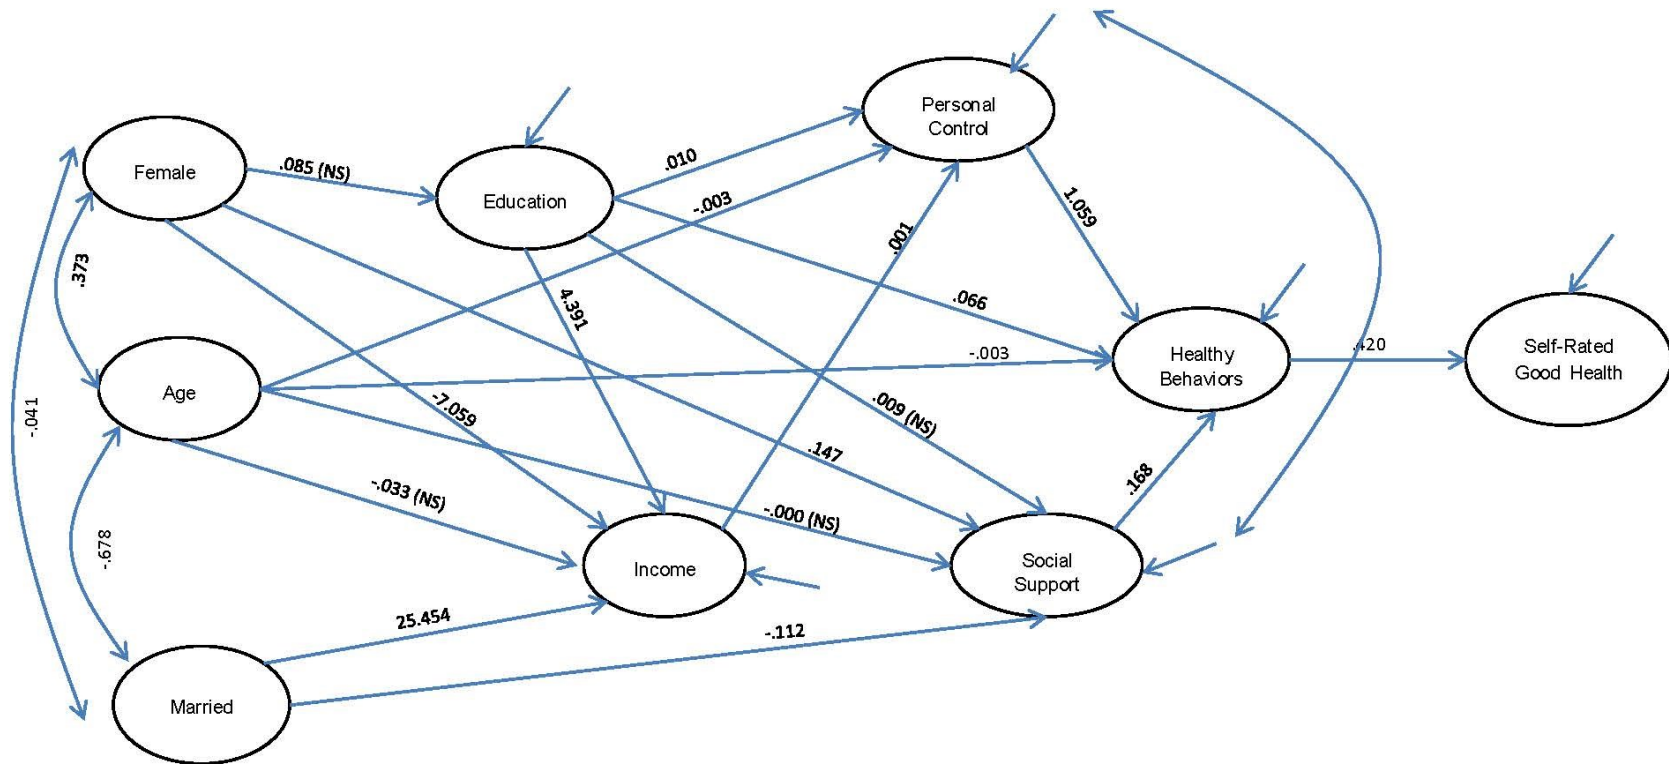 Personal
Control
Female
.085 (NS)
Education
.010
-.003
1.059
.001
.373
4.391
.066
-.003
Healthy
Behaviors
.420
Self-Rated
Good Health
Age
-.041
-7.059
.009 (NS)
.147
.168
-.033 (NS)
-.000 (NS)
-.678
Income
Social
Support
25.454
-.112
Married